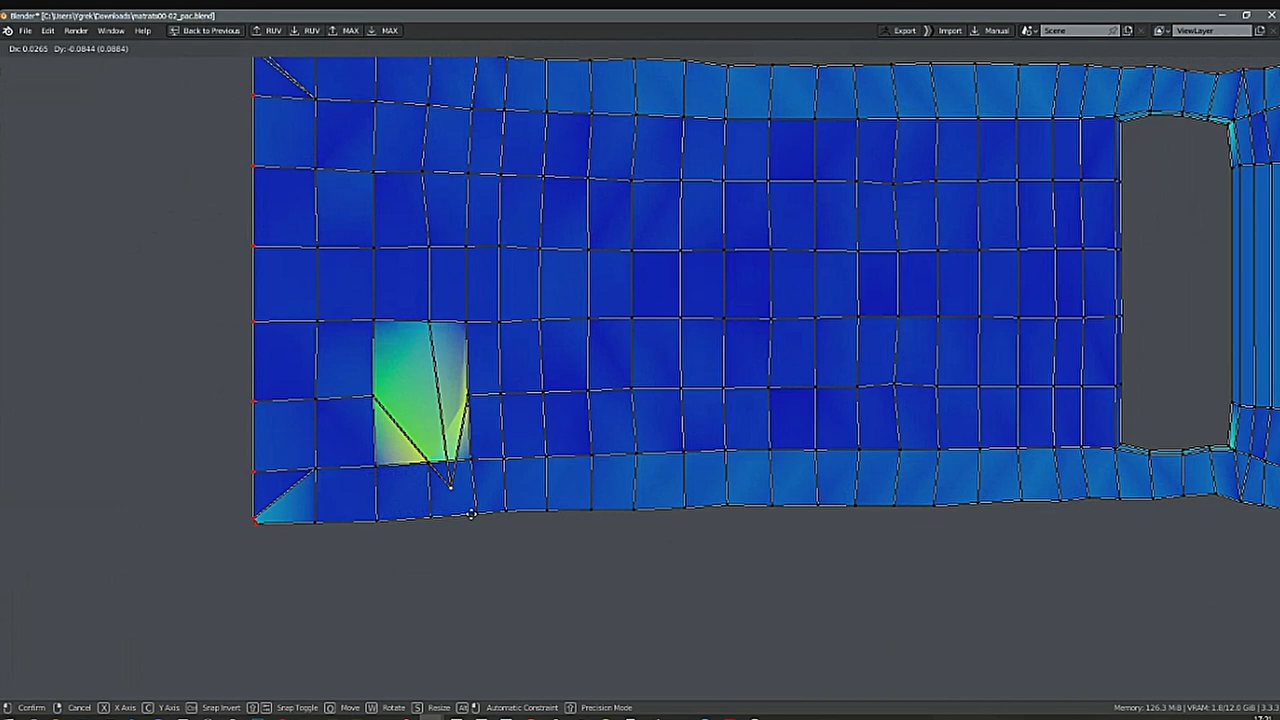 Blender* [C:\Users\Ygrek\Downloads\matrats00-02_pac.blend]
File Edit Render Window Help Back to Previous RUV RUV MAX MAX Export Import Manual Scene ViewLayer
Dx: 0.0265 Dy: -0.0844 (0.0884)
Confirm Cancel X X Axis C Y Axis Snap Invert Snap Toggle Move W Rotate S Resize Automatic Constraint Precision Mode Memory: 126.3 MiB | VRAM: 1.8/12.0 GiB | 3.3.3